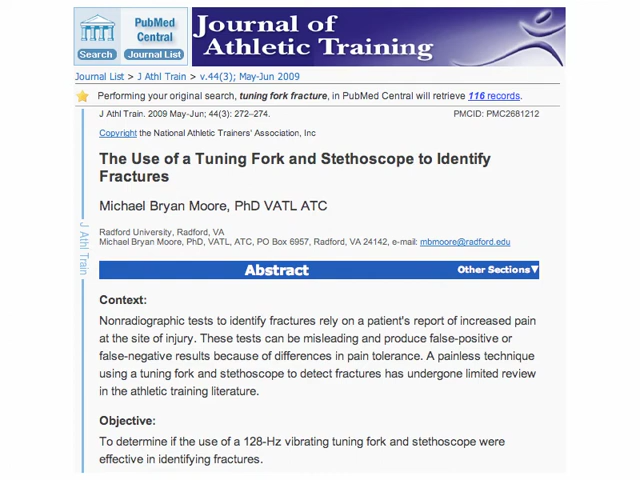 PubMed
Central
Search
Journal List
Journal of
Athletic Training
Journal List > J Athl Train > v.44(3); May-Jun 2009
Performing your original search, tuning fork fracture, in PubMed Central will retrieve 116 records.
J Athl Train. 2009 May-Jun; 44(3): 272–274.
PMCID: PMC2681212
Copyright the National Athletic Trainers' Association, Inc
The Use of a Tuning Fork and Stethoscope to Identify
Fractures
Michael Bryan Moore, PhD VATL ATC
Radford University, Radford, VA
Michael Bryan Moore, PhD, VATL, ATC, PO Box 6957, Radford, VA 24142, e-mail: mbmoore@radford.edu
J Athl Train
Abstract
Other Sections▼
Context:
Nonradiographic tests to identify fractures rely on a patient's report of increased pain
at the site of injury. These tests can be misleading and produce false-positive or
false-negative results because of differences in pain tolerance. A painless technique
using a tuning fork and stethoscope to detect fractures has undergone limited review
in the athletic training literature.
Objective:
To determine if the use of a 128-Hz vibrating tuning fork and stethoscope were
effective in identifying fractures.